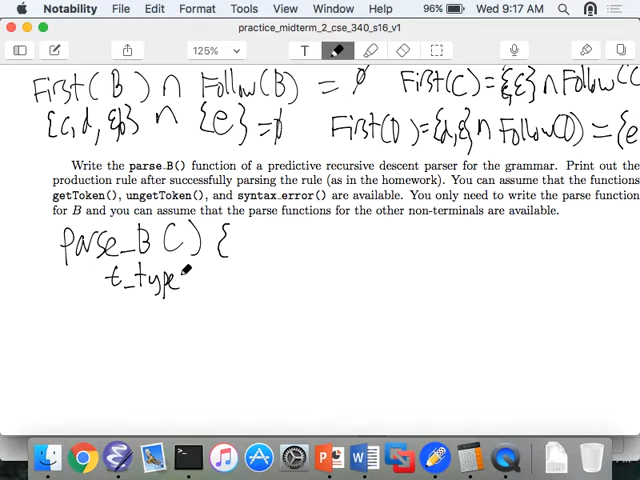 Notability File Edit View Tools Window Help 96% Wed 9:17 AM
practice_midterm_2_cse_340_s16_v1
125% T
First(B) ∩ Follow(B) = ∅ First(C)={ξ,ε} ∩ Follow(C
{c,d,ε} ∩ {e} = ∅ First(D)={d,ε} ∩ Follow(D)={e
Write the parse_B() function of a predictive recursive descent parser for the grammar. Print out the
production rule after successfully parsing the rule (as in the homework). You can assume that the functions
getToken(), ungetToken(), and syntax_error() are available. You only need to write the parse function
for B and you can assume that the parse functions for the other non-terminals are available.
parse_B() {
t_type